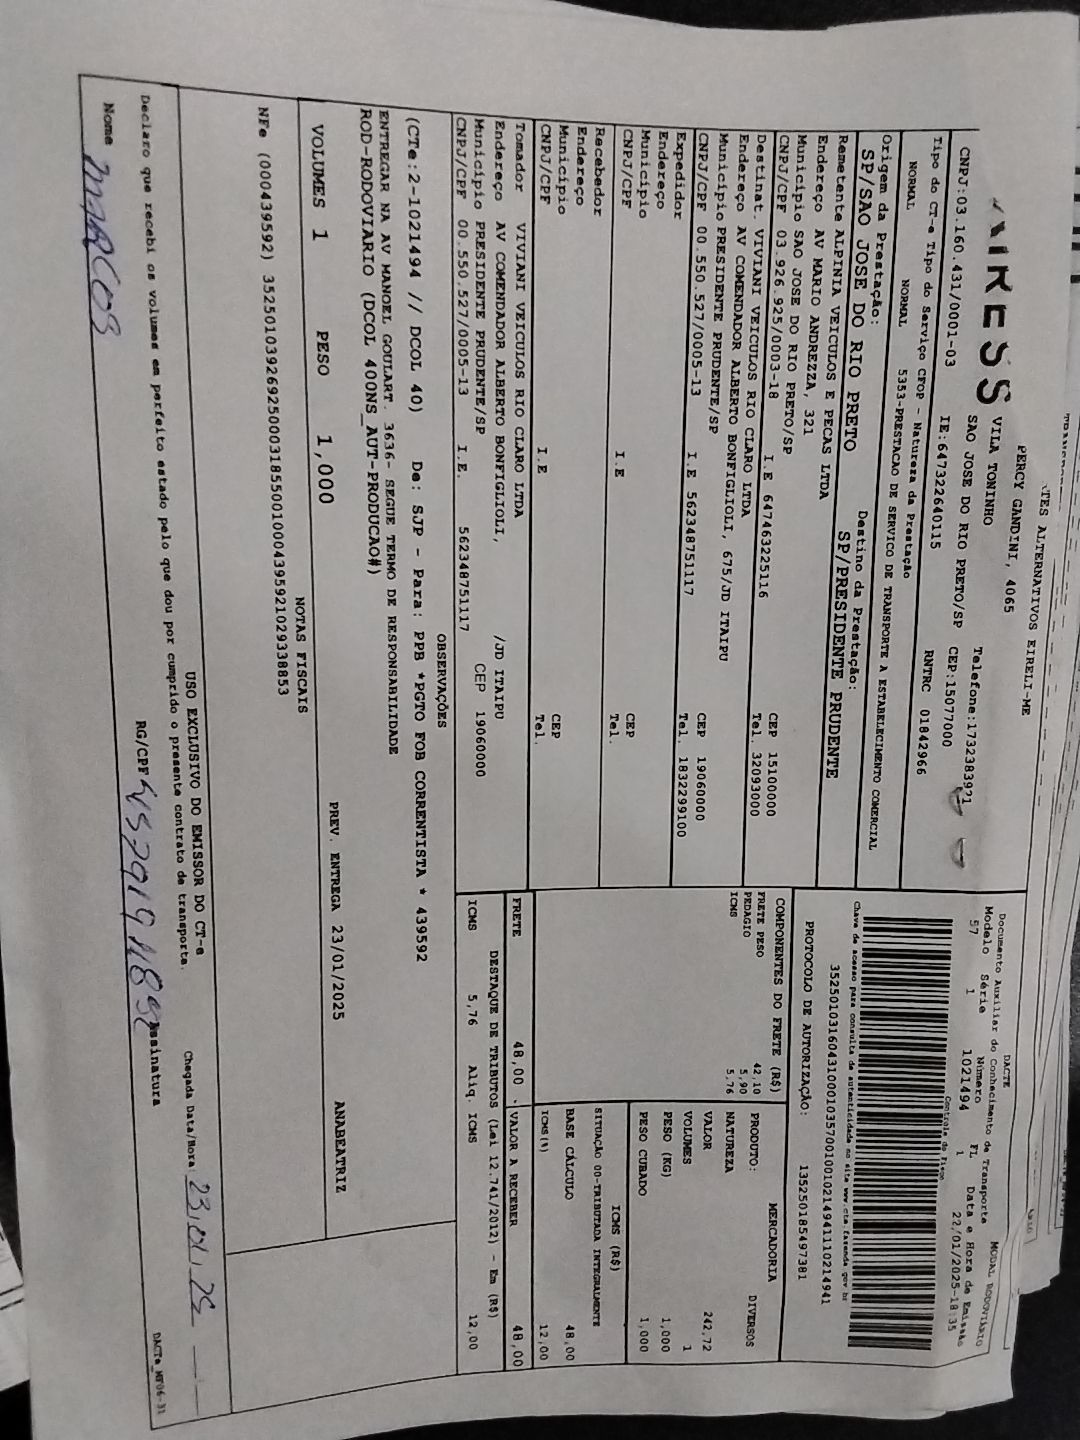 TES ALTERNATIVOS EIRELI-ME
PERCY GANDINI, 4065
VILA TONINHO
SAO JOSE DO RIO PRETO/SP CEP:15077000
Telefone:1732383921
CNPJ:03.160.431/0001-03 IE:647322640115 RNTRC 01842966
Tipo do CT-e Tipo do Serviço CFOP - Natureza da Prestação
NORMAL NORMAL 5353-PRESTACAO DE SERVICO DE TRANSPORTE A ESTABELECIMENTO COMERCIAL
Origem da Prestação: Destino da Prestação:
SP/SAO JOSE DO RIO PRETO SP/PRESIDENTE PRUDENTE
Remetente ALPINIA VEICULOS E PECAS LTDA
Endereço AV MARIO ANDREZZA, 321
Município SAO JOSE DO RIO PRETO/SP CEP 15100000
CNPJ/CPF 03.926.925/0003-18 I.E 647463225116 Tel. 32093000
Destinat. VIVIANI VEICULOS RIO CLARO LTDA
Endereço AV COMENDADOR ALBERTO BONFIGLIOLI, 675/JD ITAIPU
Município PRESIDENTE PRUDENTE/SP CEP 19060000
CNPJ/CPF 00.550.527/0005-13 I.E 562348751117 Tel. 1832299100
Expedidor
Endereço
Município CEP
CNPJ/CPF I.E Tel.
Recebedor
Endereço
Município CEP
CNPJ/CPF I.E Tel.
Tomador VIVIANI VEICULOS RIO CLARO LTDA
Endereço AV COMENDADOR ALBERTO BONFIGLIOLI, /JD ITAIPU
Município PRESIDENTE PRUDENTE/SP CEP 19060000
CNPJ/CPF 00.550.527/0005-13 I.E. 562348751117
DACTE MODAL RODOVIARIO
Documento Auxiliar do Conhecimento de Transporte
Modelo Série Número FL Data e Hora de Emissão
57 1 1021494 1 22/01/2025-18:35
Controle do Fisco
Chave de acesso para consulta de autenticidade no site www.cte.fazenda.gov.br
35250103160431000103570010010214941110214941
PROTOCOLO DE AUTORIZAÇÃO: 135250185497381
COMPONENTES DO FRETE (R$)
FRETE PESO 42,10
PEDAGIO 5,90
ICMS 5,76
MERCADORIA
PRODUTO: DIVERSOS
NATUREZA
VALOR 242,72
VOLUMES 1
PESO (KG) 1,000
PESO CUBADO 1,000
ICMS (R$)
SITUAÇÃO 00-TRIBUTADA INTEGRALMENTE
BASE CÁLCULO 48,00
ICMS (%) 12,00
FRETE 48,00 VALOR A RECEBER 48,00
DESTAQUE DE TRIBUTOS (Lei 12.741/2012) - Em (R$)
ICMS 5,76 Aliq. ICMS 12,00
OBSERVAÇÕES
(CTe:2-1021494 // DCOL 40) De: SJP - Para: PPB *PGTO FOB CORRENTISTA * 439592
ENTREGAR NA AV MANOEL GOULART. 3636- SEGUE TERMO DE RESPONSABILIDADE
ROD-RODOVIARIO (DCOL 400NS_AUT-PRODUCAO#)
VOLUMES 1 PESO 1,000 PREV. ENTREGA 23/01/2025 ANABEATRIZ
NOTAS FISCAIS
NFe (000439592) 35250103926925000318550010004395921029338853
USO EXCLUSIVO DO EMISSOR DO CT-e
Declaro que recebi os volumes em perfeito estado pelo que dou por cumprido o presente contrato de transporte.
Chegada Data/Hora: 23,01,25
Nome MARCOS RG/CPF Assinatura
DACTe_MF06-31